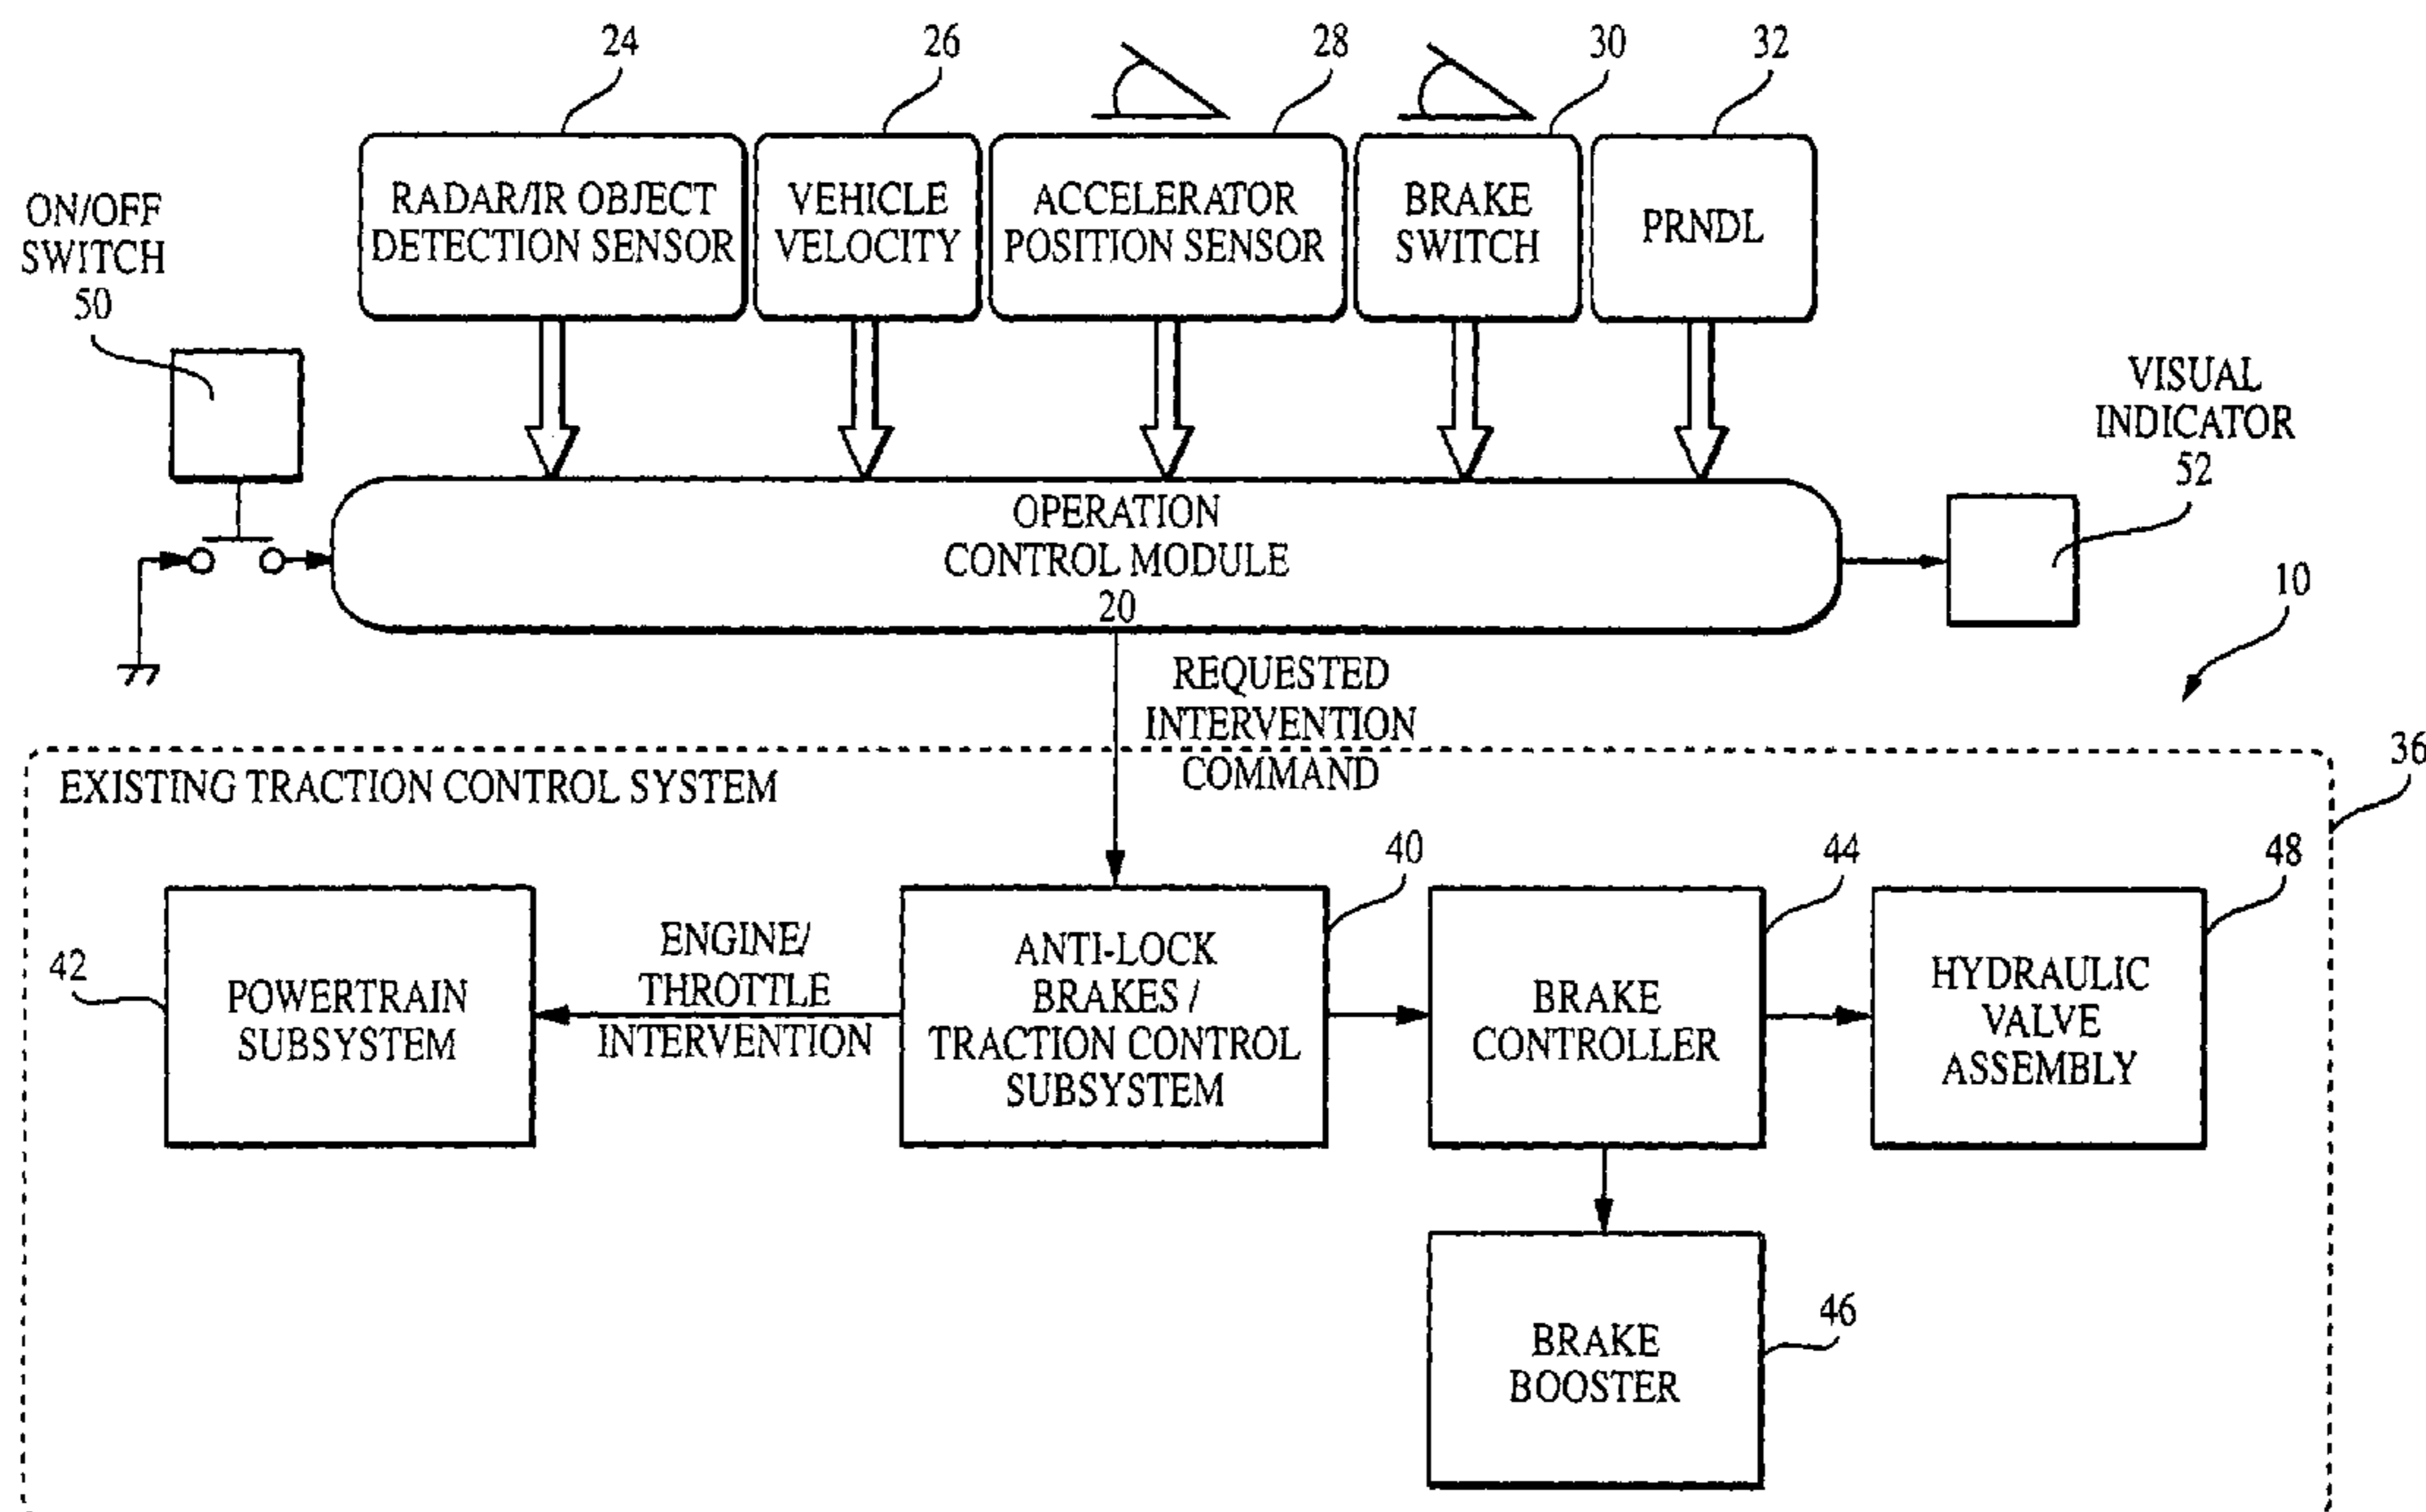 24
26
28
30
32
ON/OFF
SWITCH
50
RADAR/IR OBJECT
DETECTION SENSOR
VEHICLE
VELOCITY
ACCELERATOR
POSITION SENSOR
BRAKE
SWITCH
PRNDL
VISUAL
INDICATOR
52
OPERATION
CONTROL MODULE
20
10
REQUESTED
INTERVENTION
COMMAND
36
EXISTING TRACTION CONTROL SYSTEM
40
44
48
42
POWERTRAIN
SUBSYSTEM
ENGINE/
THROTTLE
INTERVENTION
ANTI-LOCK
BRAKES /
TRACTION CONTROL
SUBSYSTEM
BRAKE
CONTROLLER
HYDRAULIC
VALVE
ASSEMBLY
BRAKE
BOOSTER
46